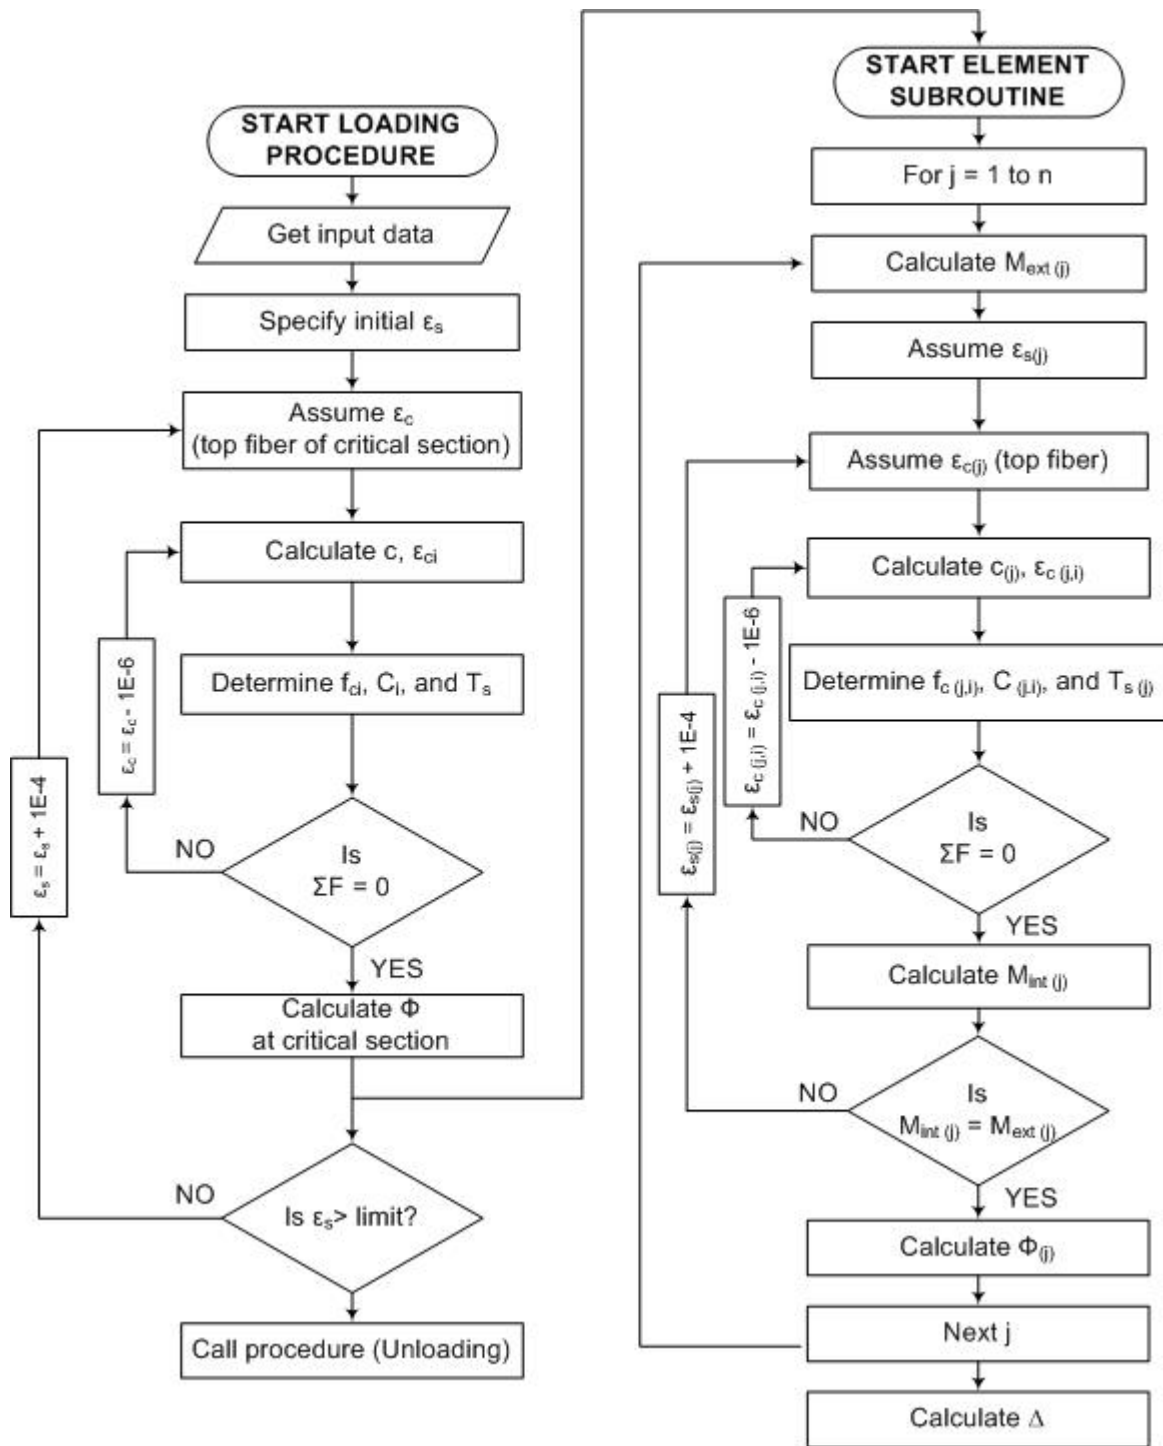 START LOADING
PROCEDURE
Get input data
Specify initial εs
Assume εc
(top fiber of critical section)
Calculate c, εci
Determine fci, Ci, and Ts
εc = εc - 1E-6
εs = εs + 1E-4
NO
Is
ΣF = 0
YES
Calculate Φ
at critical section
NO
Is εs> limit?
Call procedure (Unloading)
START ELEMENT
SUBROUTINE
For j = 1 to n
Calculate Mext (j)
Assume εs(j)
Assume εc(j) (top fiber)
Calculate c(j), εc (j,i)
εc (j,i) = εc (j,i) - 1E-6
Determine fc (j,i), C (j.i), and Ts (j)
εs(j) = εs(j) + 1E-4
NO
Is
ΣF = 0
YES
Calculate Mint (j)
NO
Is
Mint (j) = Mext (j)
YES
Calculate Φ(j)
Next j
Calculate Δ